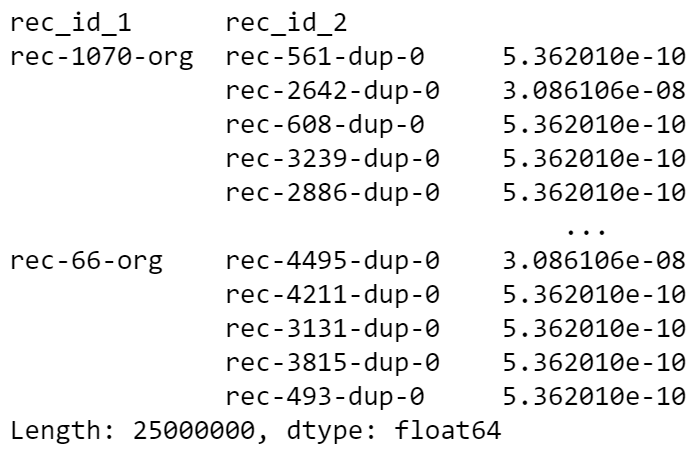 rec_id_1 rec_id_2
rec-1070-org rec-561-dup-0 5.362010e-10
rec-2642-dup-0 3.086106e-08
rec-608-dup-0 5.362010e-10
rec-3239-dup-0 5.362010e-10
rec-2886-dup-0 5.362010e-10
...
rec-66-org rec-4495-dup-0 3.086106e-08
rec-4211-dup-0 5.362010e-10
rec-3131-dup-0 5.362010e-10
rec-3815-dup-0 5.362010e-10
rec-493-dup-0 5.362010e-10
Length: 25000000, dtype: float64